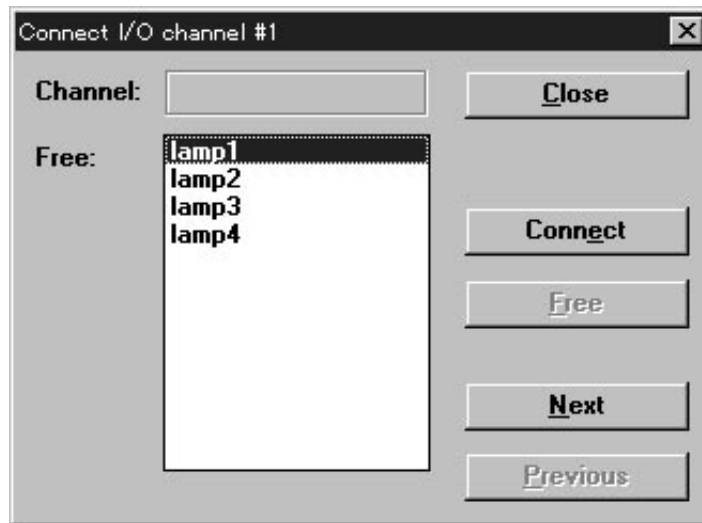 Connect I/O channel #1
Channel:
Close
Free:
lamp1
lamp2
lamp3
lamp4
Connect
Free
Next
Previous